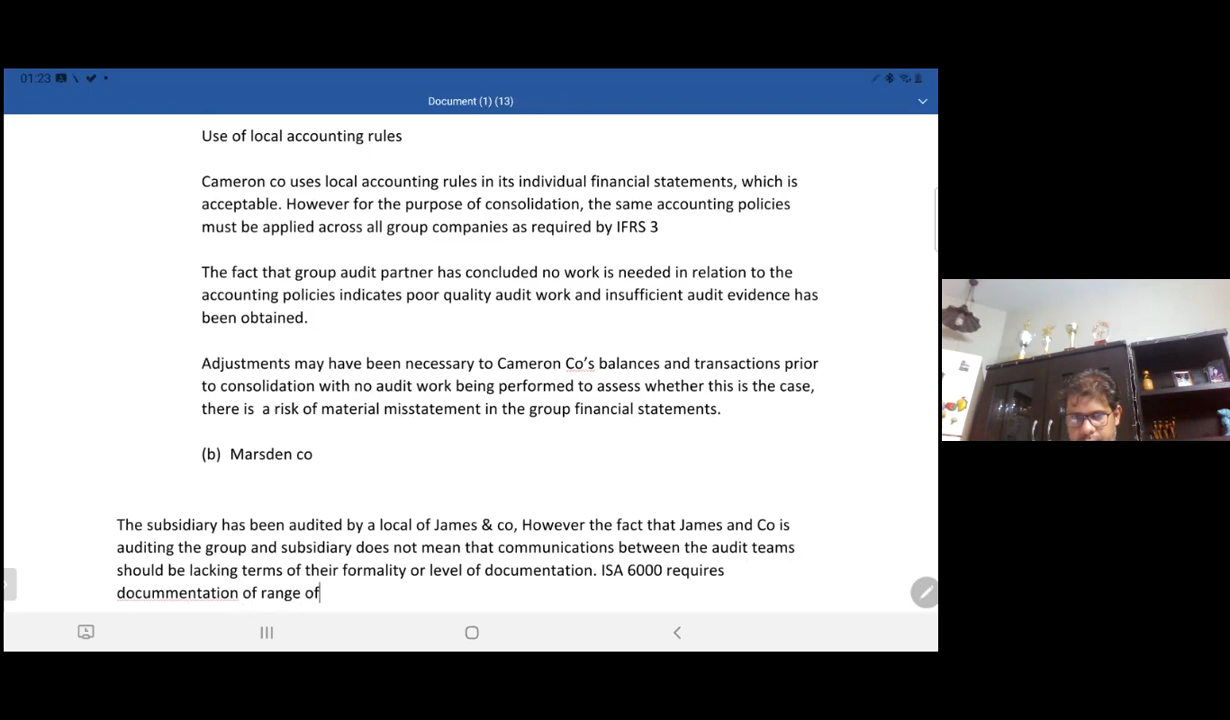 01:23
Document (1) (13)
Use of local accounting rules
Cameron co uses local accounting rules in its individual financial statements, which is
acceptable. However for the purpose of consolidation, the same accounting policies
must be applied across all group companies as required by IFRS 3
The fact that group audit partner has concluded no work is needed in relation to the
accounting policies indicates poor quality audit work and insufficient audit evidence has
been obtained.
Adjustments may have been necessary to Cameron Co's balances and transactions prior
to consolidation with no audit work being performed to assess whether this is the case,
there is  a risk of material misstatement in the group financial statements.
(b)  Marsden co
The subsidiary has been audited by a local of James & co, However the fact that James and Co is
auditing the group and subsidiary does not mean that communications between the audit teams
should be lacking terms of their formality or level of documentation. ISA 6000 requires
docummentation of range of